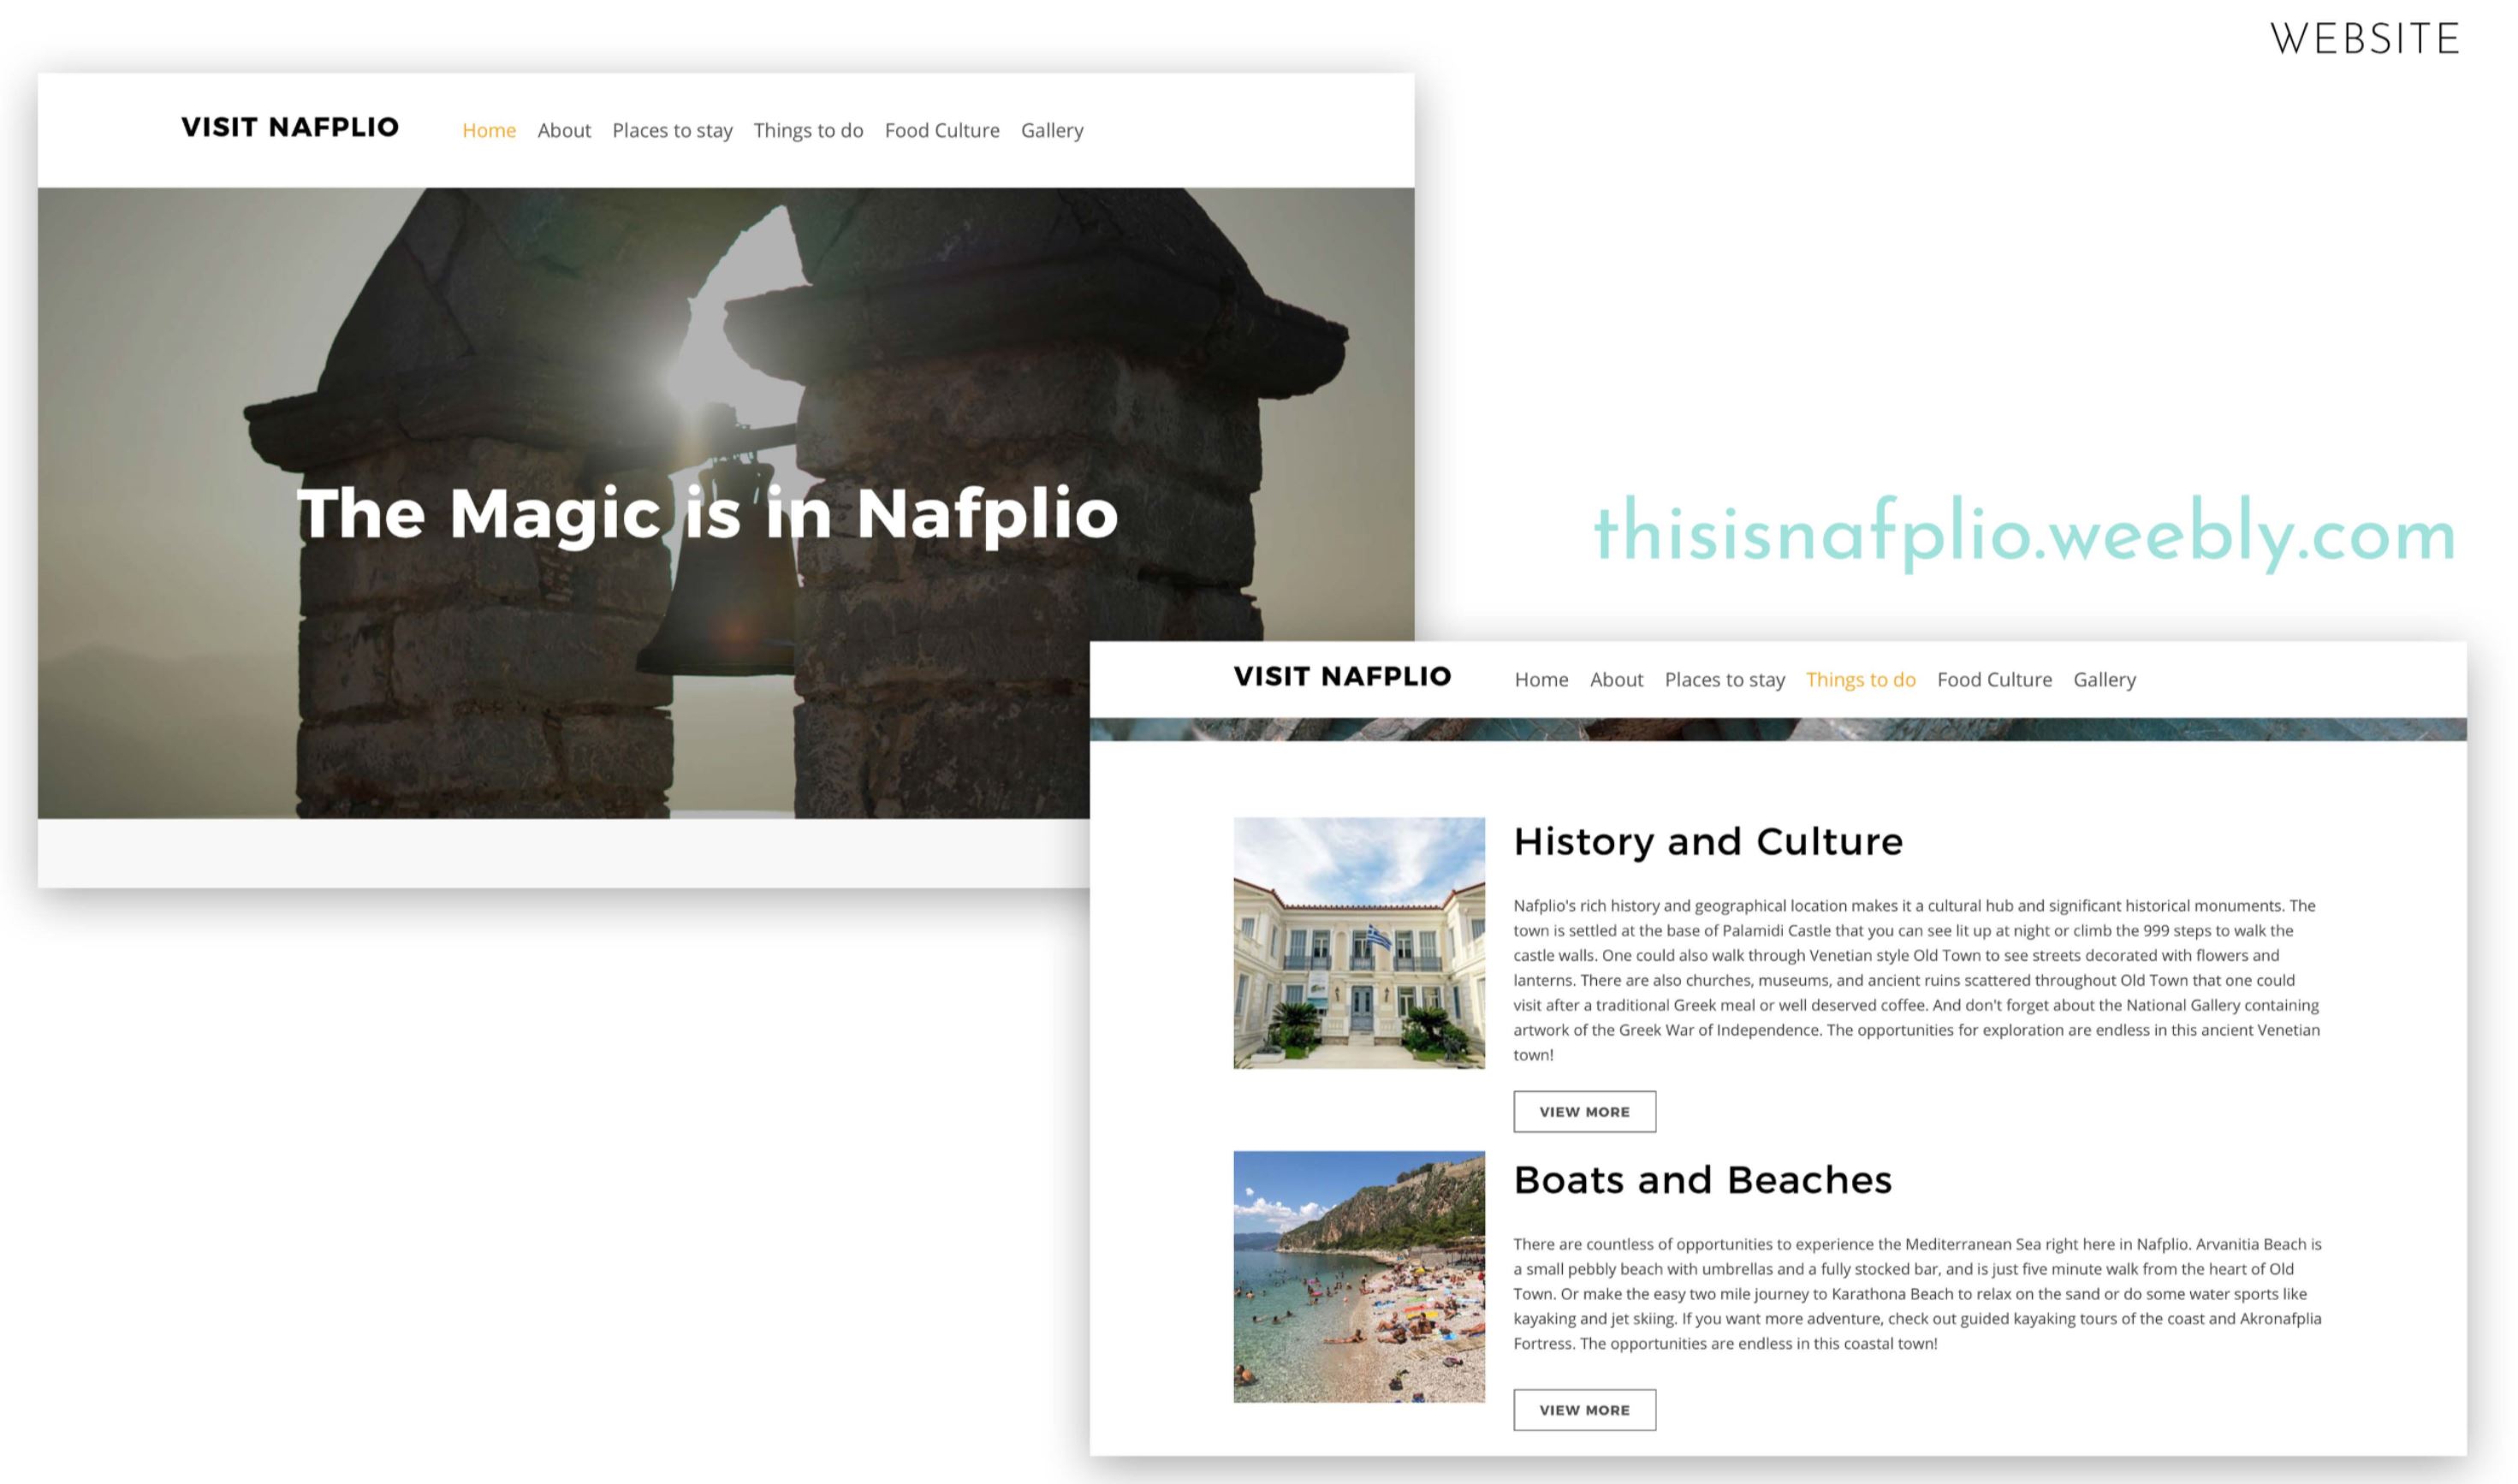 WEBSITE
VISIT NAFPLIO Home About Places to stay Things to do Food Culture Gallery
The Magic is in Nafplio
thisisnafplio.weebly.com
VISIT NAFPLIO Home About Places to stay Things to do Food Culture Gallery
History and Culture
Nafplio's rich history and geographical location makes it a cultural hub and significant historical monuments. The
town is settled at the base of Palamidi Castle that you can see lit up at night or climb the 999 steps to walk the
castle walls. One could also walk through Venetian style Old Town to see streets decorated with flowers and
lanterns. There are also churches, museums, and ancient ruins scattered throughout Old Town that one could
visit after a traditional Greek meal or well deserved coffee. And don't forget about the National Gallery containing
artwork of the Greek War of Independence. The opportunities for exploration are endless in this ancient Venetian
town!
VIEW MORE
Boats and Beaches
There are countless of opportunities to experience the Mediterranean Sea right here in Nafplio. Arvanitia Beach is
a small pebbly beach with umbrellas and a fully stocked bar, and is just five minute walk from the heart of Old
Town. Or make the easy two mile journey to Karathona Beach to relax on the sand or do some water sports like
kayaking and jet skiing. If you want more adventure, check out guided kayaking tours of the coast and Akronafplia
Fortress. The opportunities are endless in this coastal town!
VIEW MORE